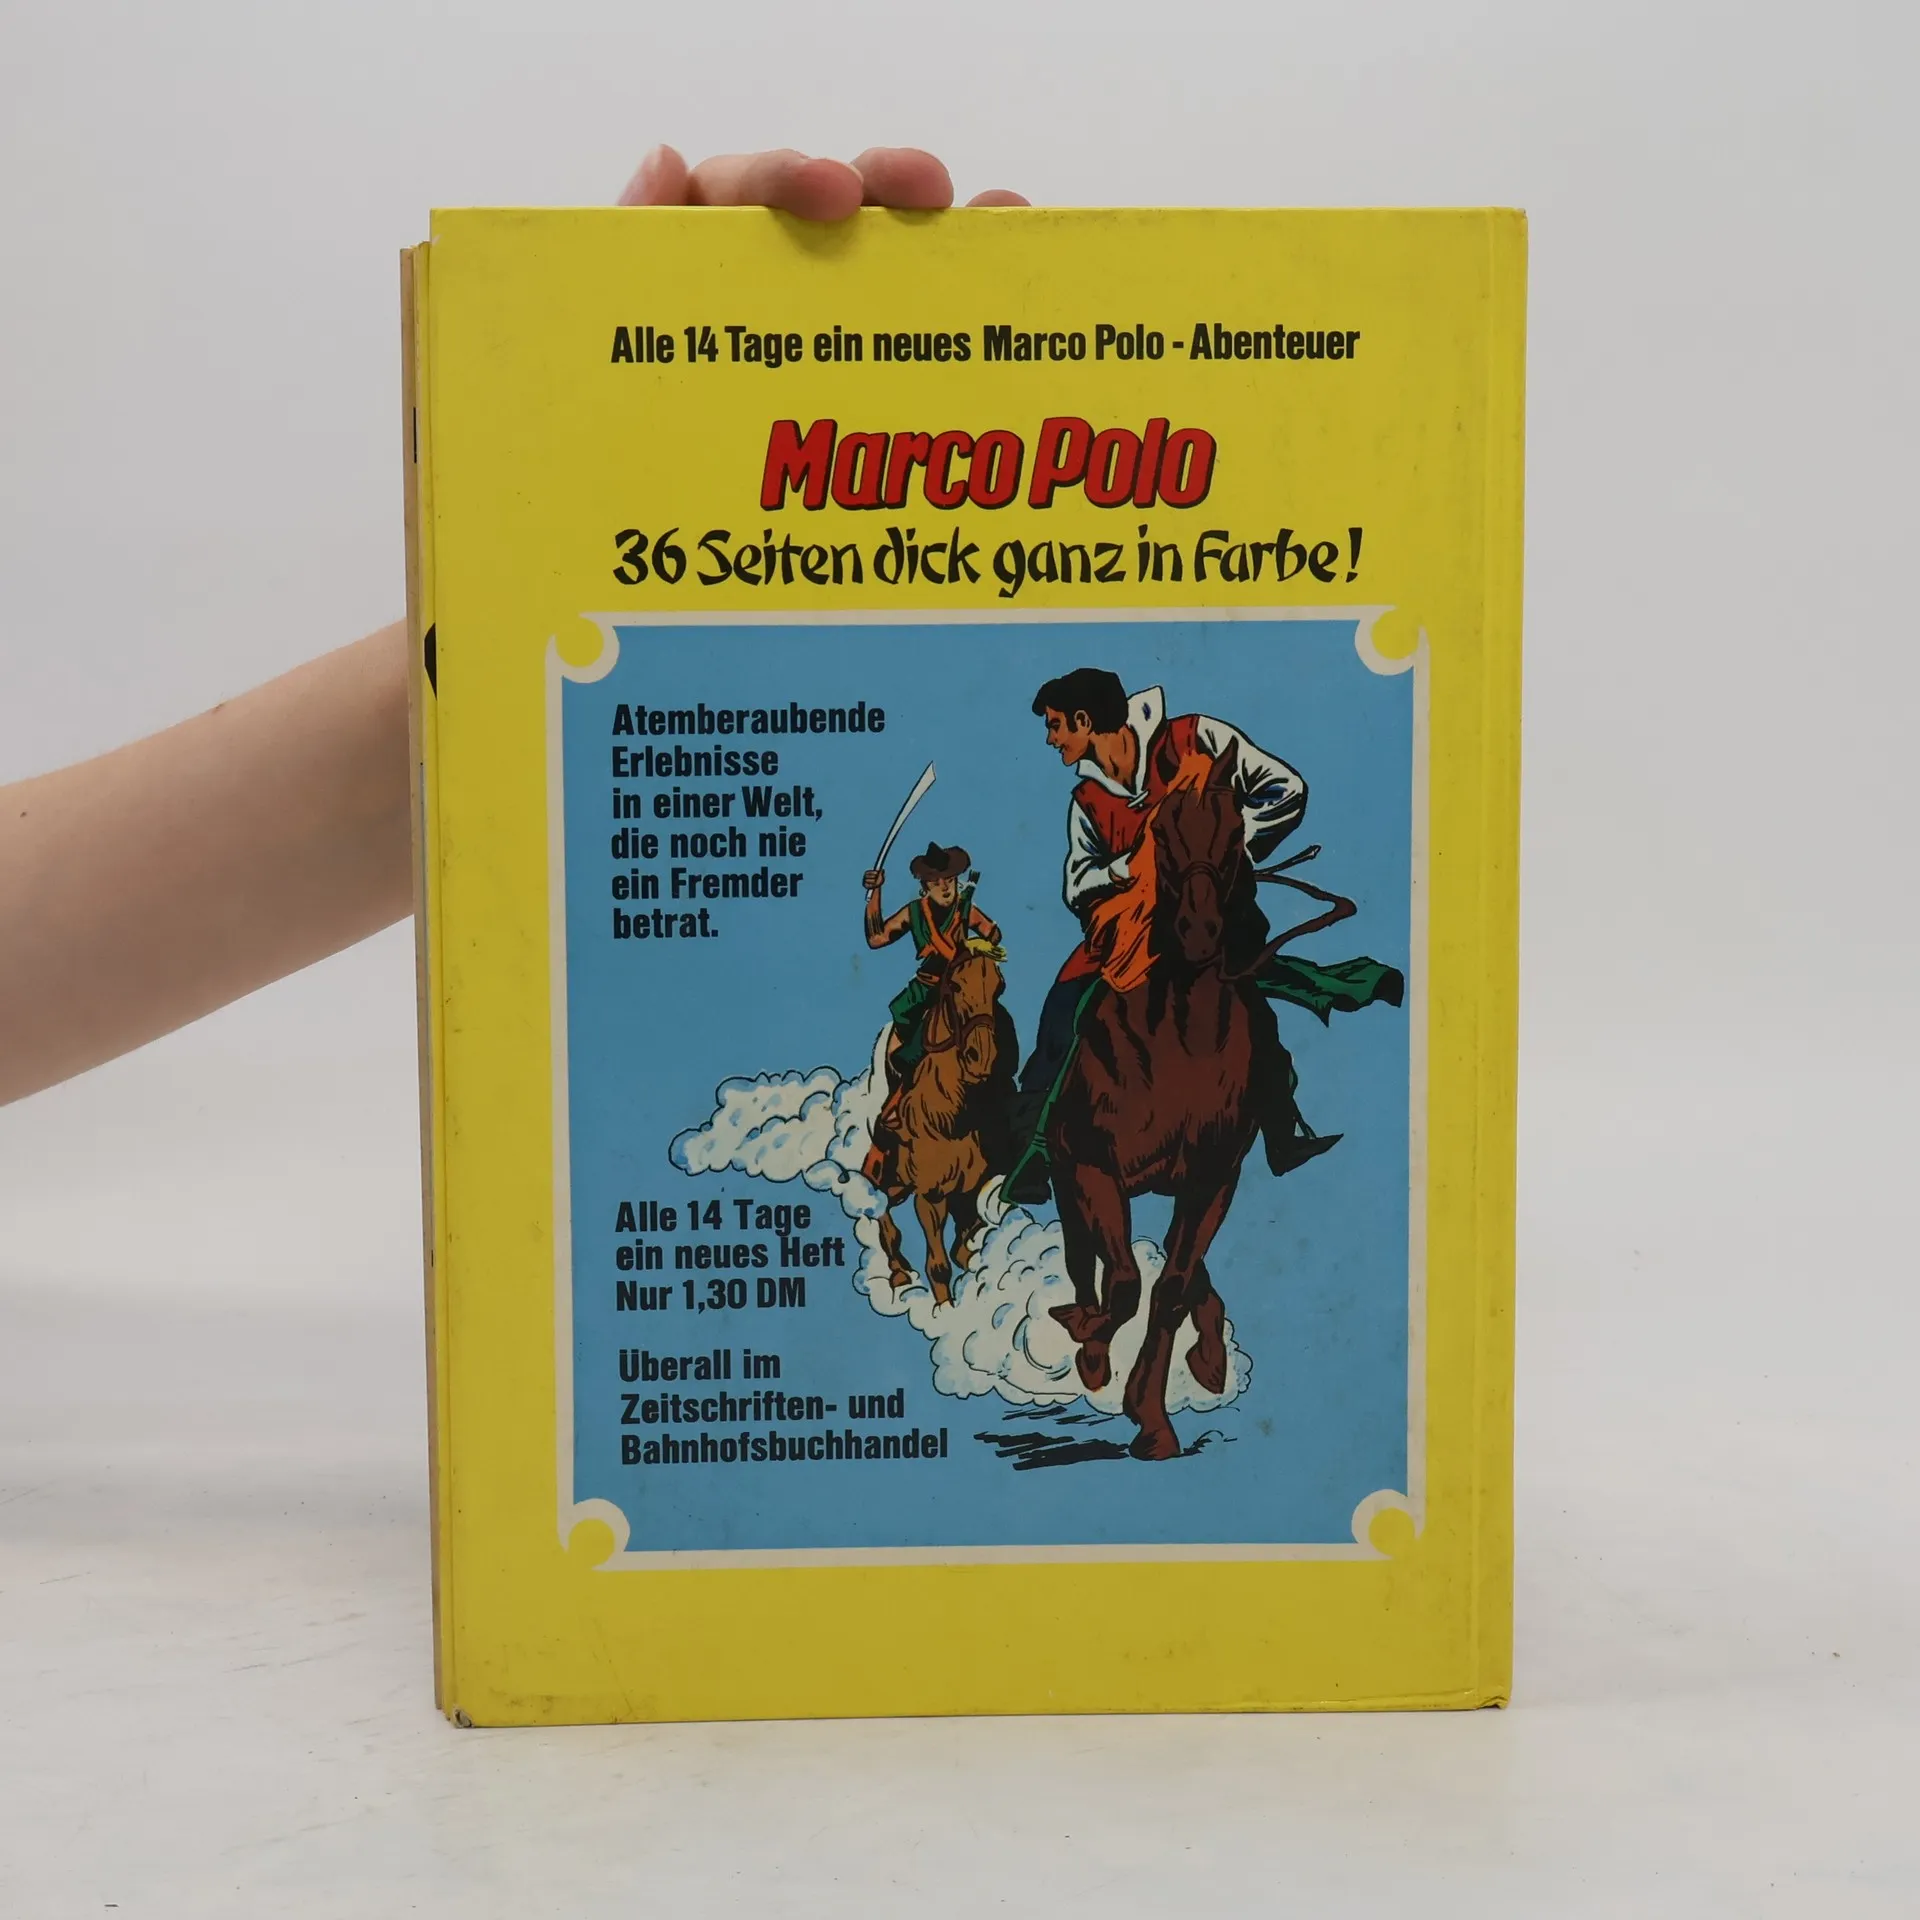 Alle 14 Tage ein neues Marco Polo - Abenteuer
Marco Polo
36 Seiten dick ganz in Farbe!
Atemberaubende
Erlebnisse
in einer Welt,
die noch nie
ein Fremder
betrat.
Alle 14 Tage
ein neues Heft
Nur 1,30 DM
Überall im
Zeitschriften- und
Bahnhofsbuchhandel